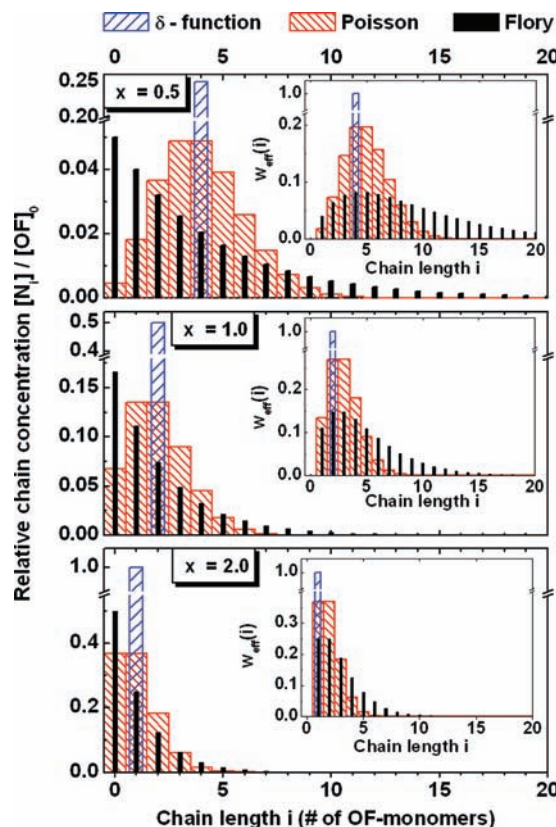 δ - function Poisson Flory
0 5 10 15 20
Relative chain concentration [N_i] / [OF]_0
0.25
0.20
0.04
0.02
0.00
x = 0.5
W_eff(i)
1.0
0.2
0.1
0.0
0 5 10 15 20
Chain length i
0.5
0.4
0.15
0.10
0.05
0.00
x = 1.0
W_eff(i)
1.0
0.2
0.1
0.0
0 5 10 15 20
Chain length i
1.0
0.4
0.2
0.0
x = 2.0
W_eff(i)
1.0
0.3
0.2
0.1
0.0
0 5 10 15 20
Chain length i
0 5 10 15 20
Chain length i (# of OF-monomers)